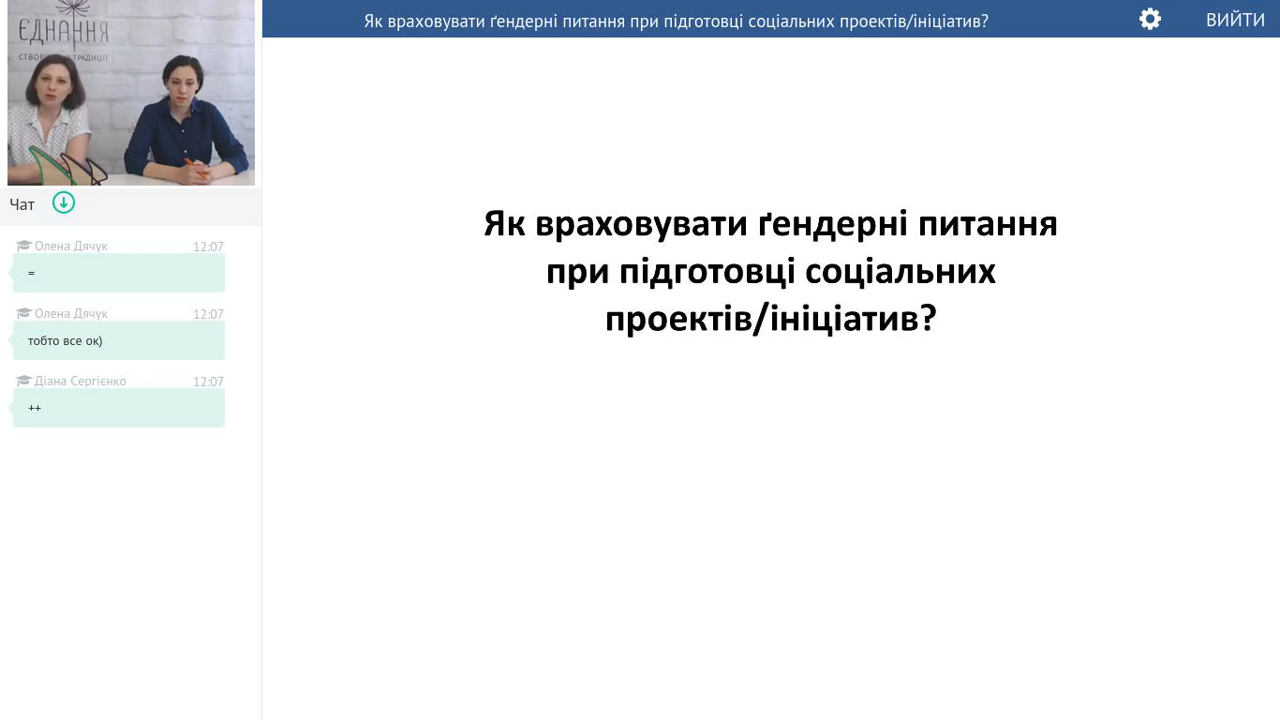 ЄДНАННЯ
Як враховувати ґендерні питання при підготовці соціальних проектів/ініціатив?
ВИЙТИ
Чат
Олена Дячук 12:07
=
Олена Дячук 12:07
тобто все ок)
Діана Сергієнко 12:07
++
Як враховувати ґендерні питання
при підготовці соціальних
проектів/ініціатив?